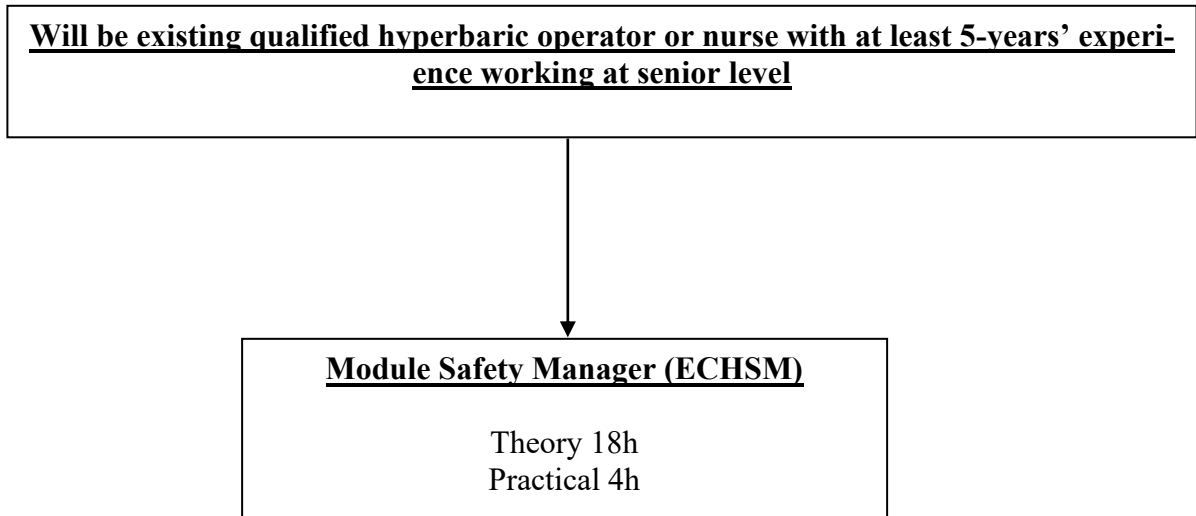 Will be existing qualified hyperbaric operator or nurse with at least 5-years’ experi-
ence working at senior level
Module Safety Manager (ECHSM)
Theory 18h
Practical 4h